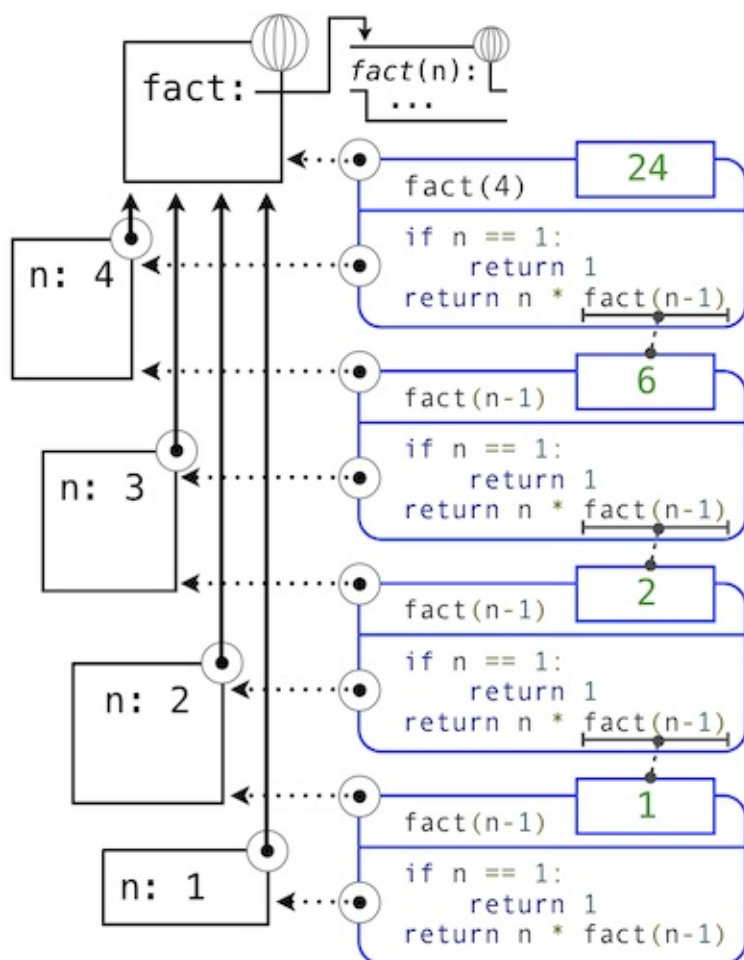 fact:
fact(n):
...
24
fact(4)
n: 4
if n == 1:
return 1
return n * fact(n-1)
6
fact(n-1)
n: 3
if n == 1:
return 1
return n * fact(n-1)
2
fact(n-1)
n: 2
if n == 1:
return 1
return n * fact(n-1)
1
fact(n-1)
n: 1
if n == 1:
return 1
return n * fact(n-1)